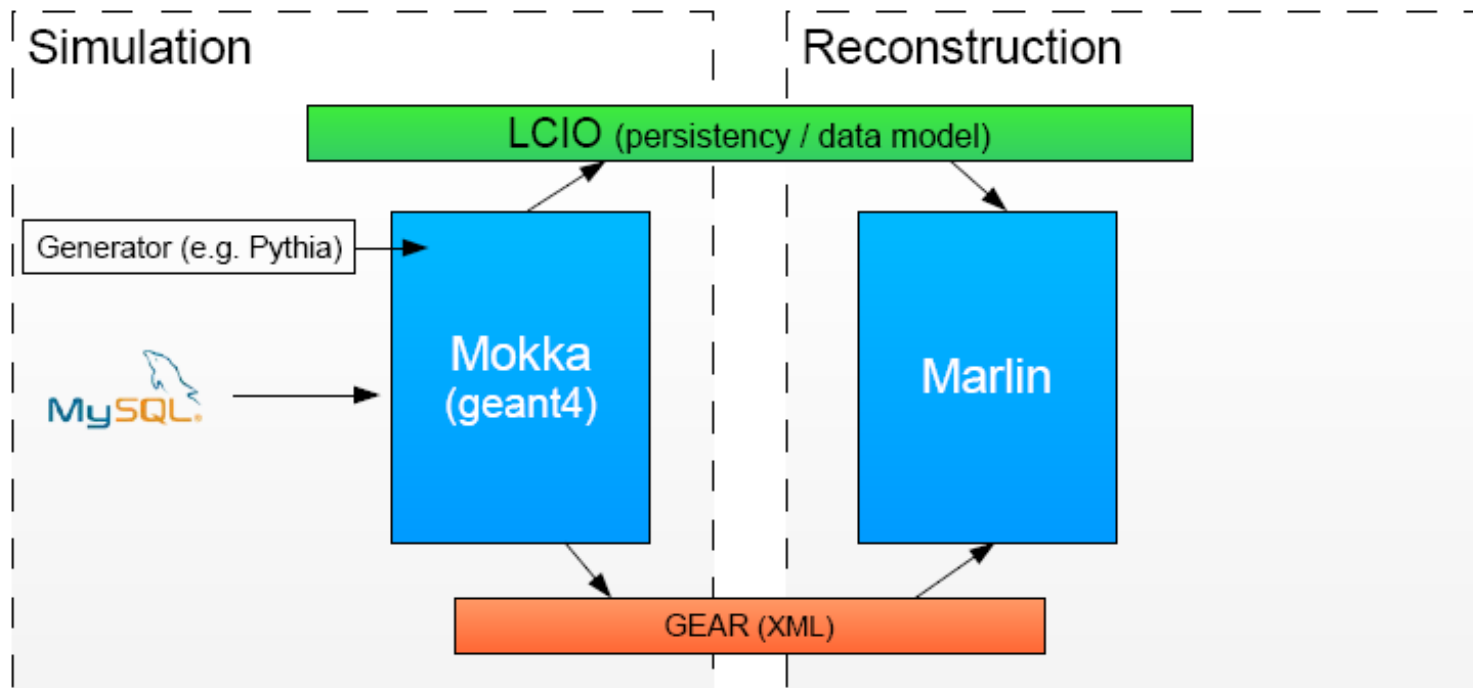 Simulation
Reconstruction
LCIO (persistency / data model)
Generator (e.g. Pythia)
Mokka
(geant4)
Marlin
MySQL®
GEAR (XML)